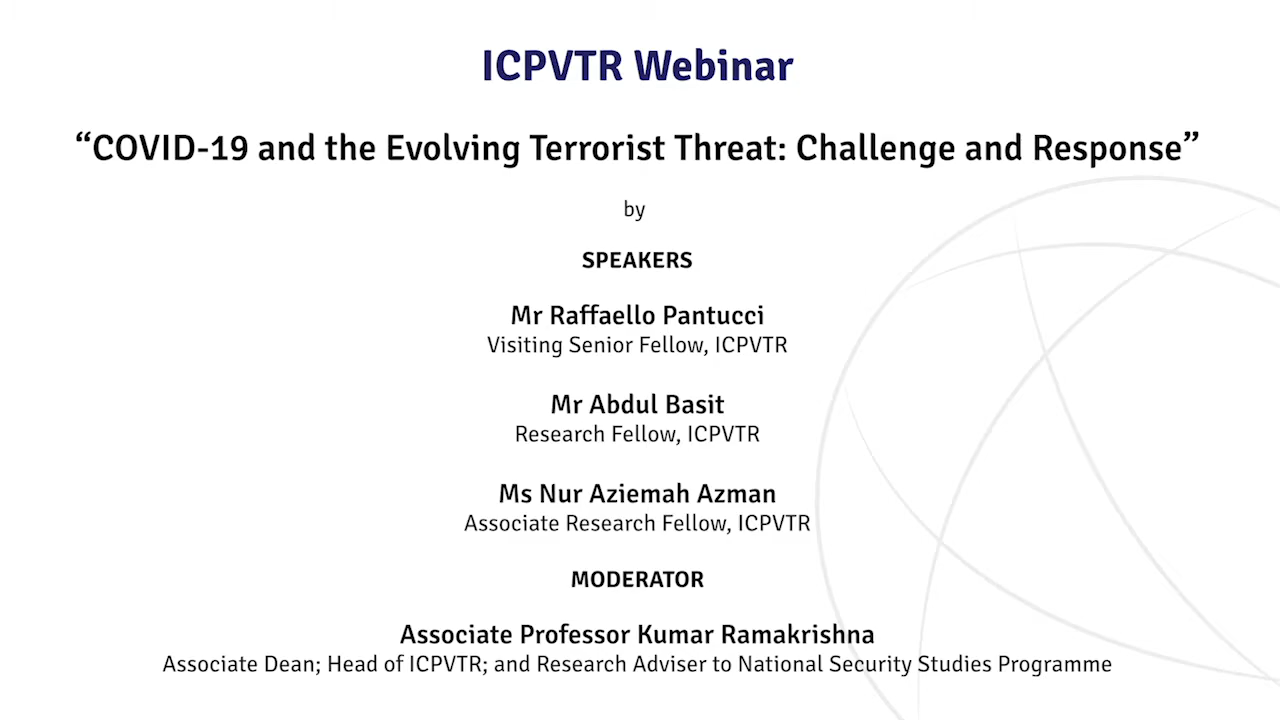 ICPVTR Webinar
“COVID-19 and the Evolving Terrorist Threat: Challenge and Response”
by
SPEAKERS
Mr Raffaello Pantucci
Visiting Senior Fellow, ICPVTR
Mr Abdul Basit
Research Fellow, ICPVTR
Ms Nur Aziemah Azman
Associate Research Fellow, ICPVTR
MODERATOR
Associate Professor Kumar Ramakrishna
Associate Dean; Head of ICPVTR; and Research Adviser to National Security Studies Programme